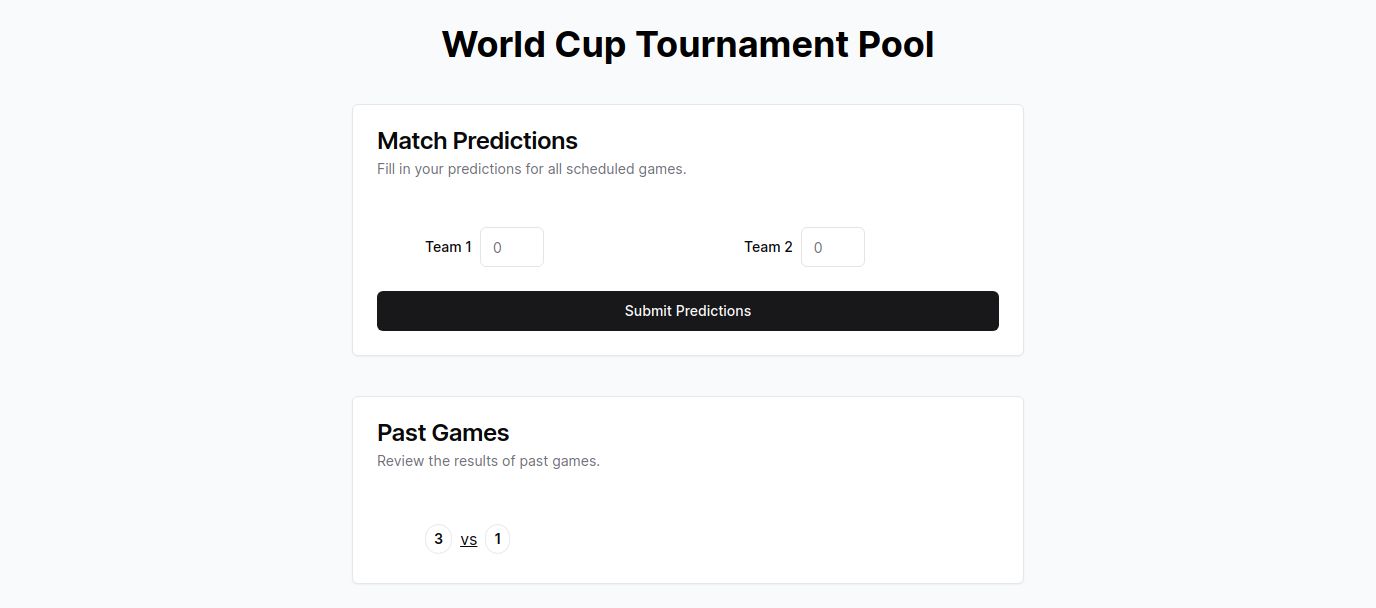 World Cup Tournament Pool
Match Predictions
Fill in your predictions for all scheduled games.
Team 1 0 Team 2 0
Submit Predictions
Past Games
Review the results of past games.
3 vs 1